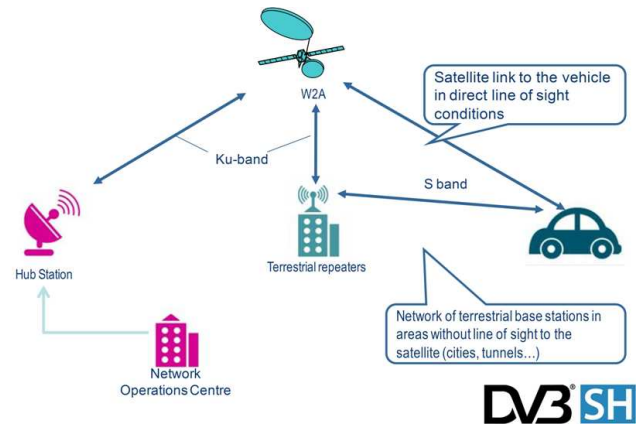 W2A
Satellite link to the vehicle
in direct line of sight
conditions
Ku-band
S band
Hub Station
Terrestrial repeaters
Network of terrestrial base stations in
areas without line of sight to the
satellite (cities, tunnels…)
Network
Operations Centre
DVB® SH